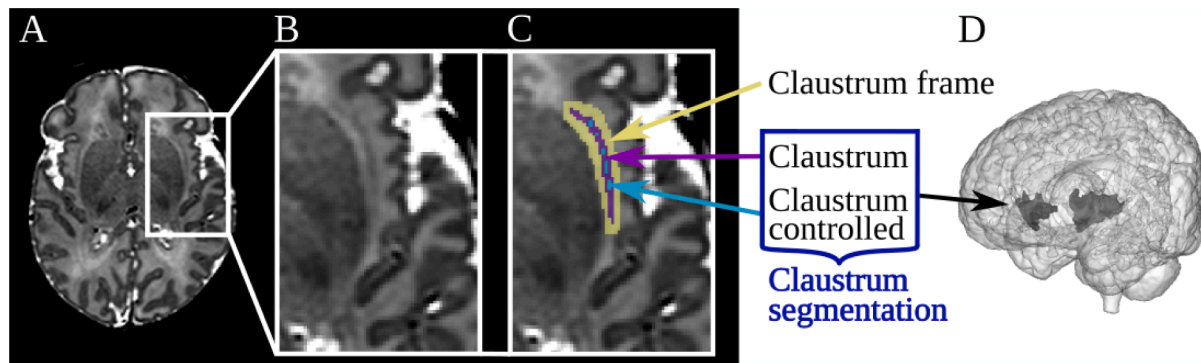 A
B
C
D
Claustrum frame
Claustrum
Claustrum
controlled
Claustrum
segmentation